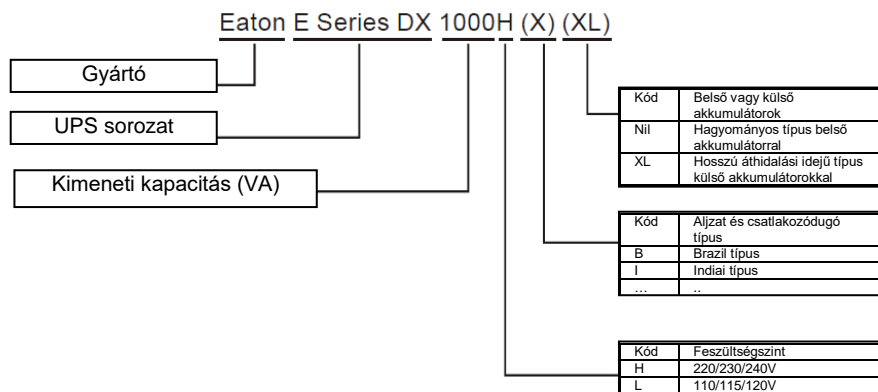 Eaton E Series DX 1000H (X) (XL)
Gyártó
UPS sorozat
Kimeneti kapacitás (VA)
Kód Belső vagy külső
akkumulátorok
Nil Hagyományos típus belső
akkumulátorral
XL Hosszú áthidalási idejű típus
külső akkumulátorokkal
Kód Aljzat és csatlakozódugó
típus
B Brazil típus
I Indiai típus
... ..
Kód Feszültségszint
H 220/230/240V
L 110/115/120V